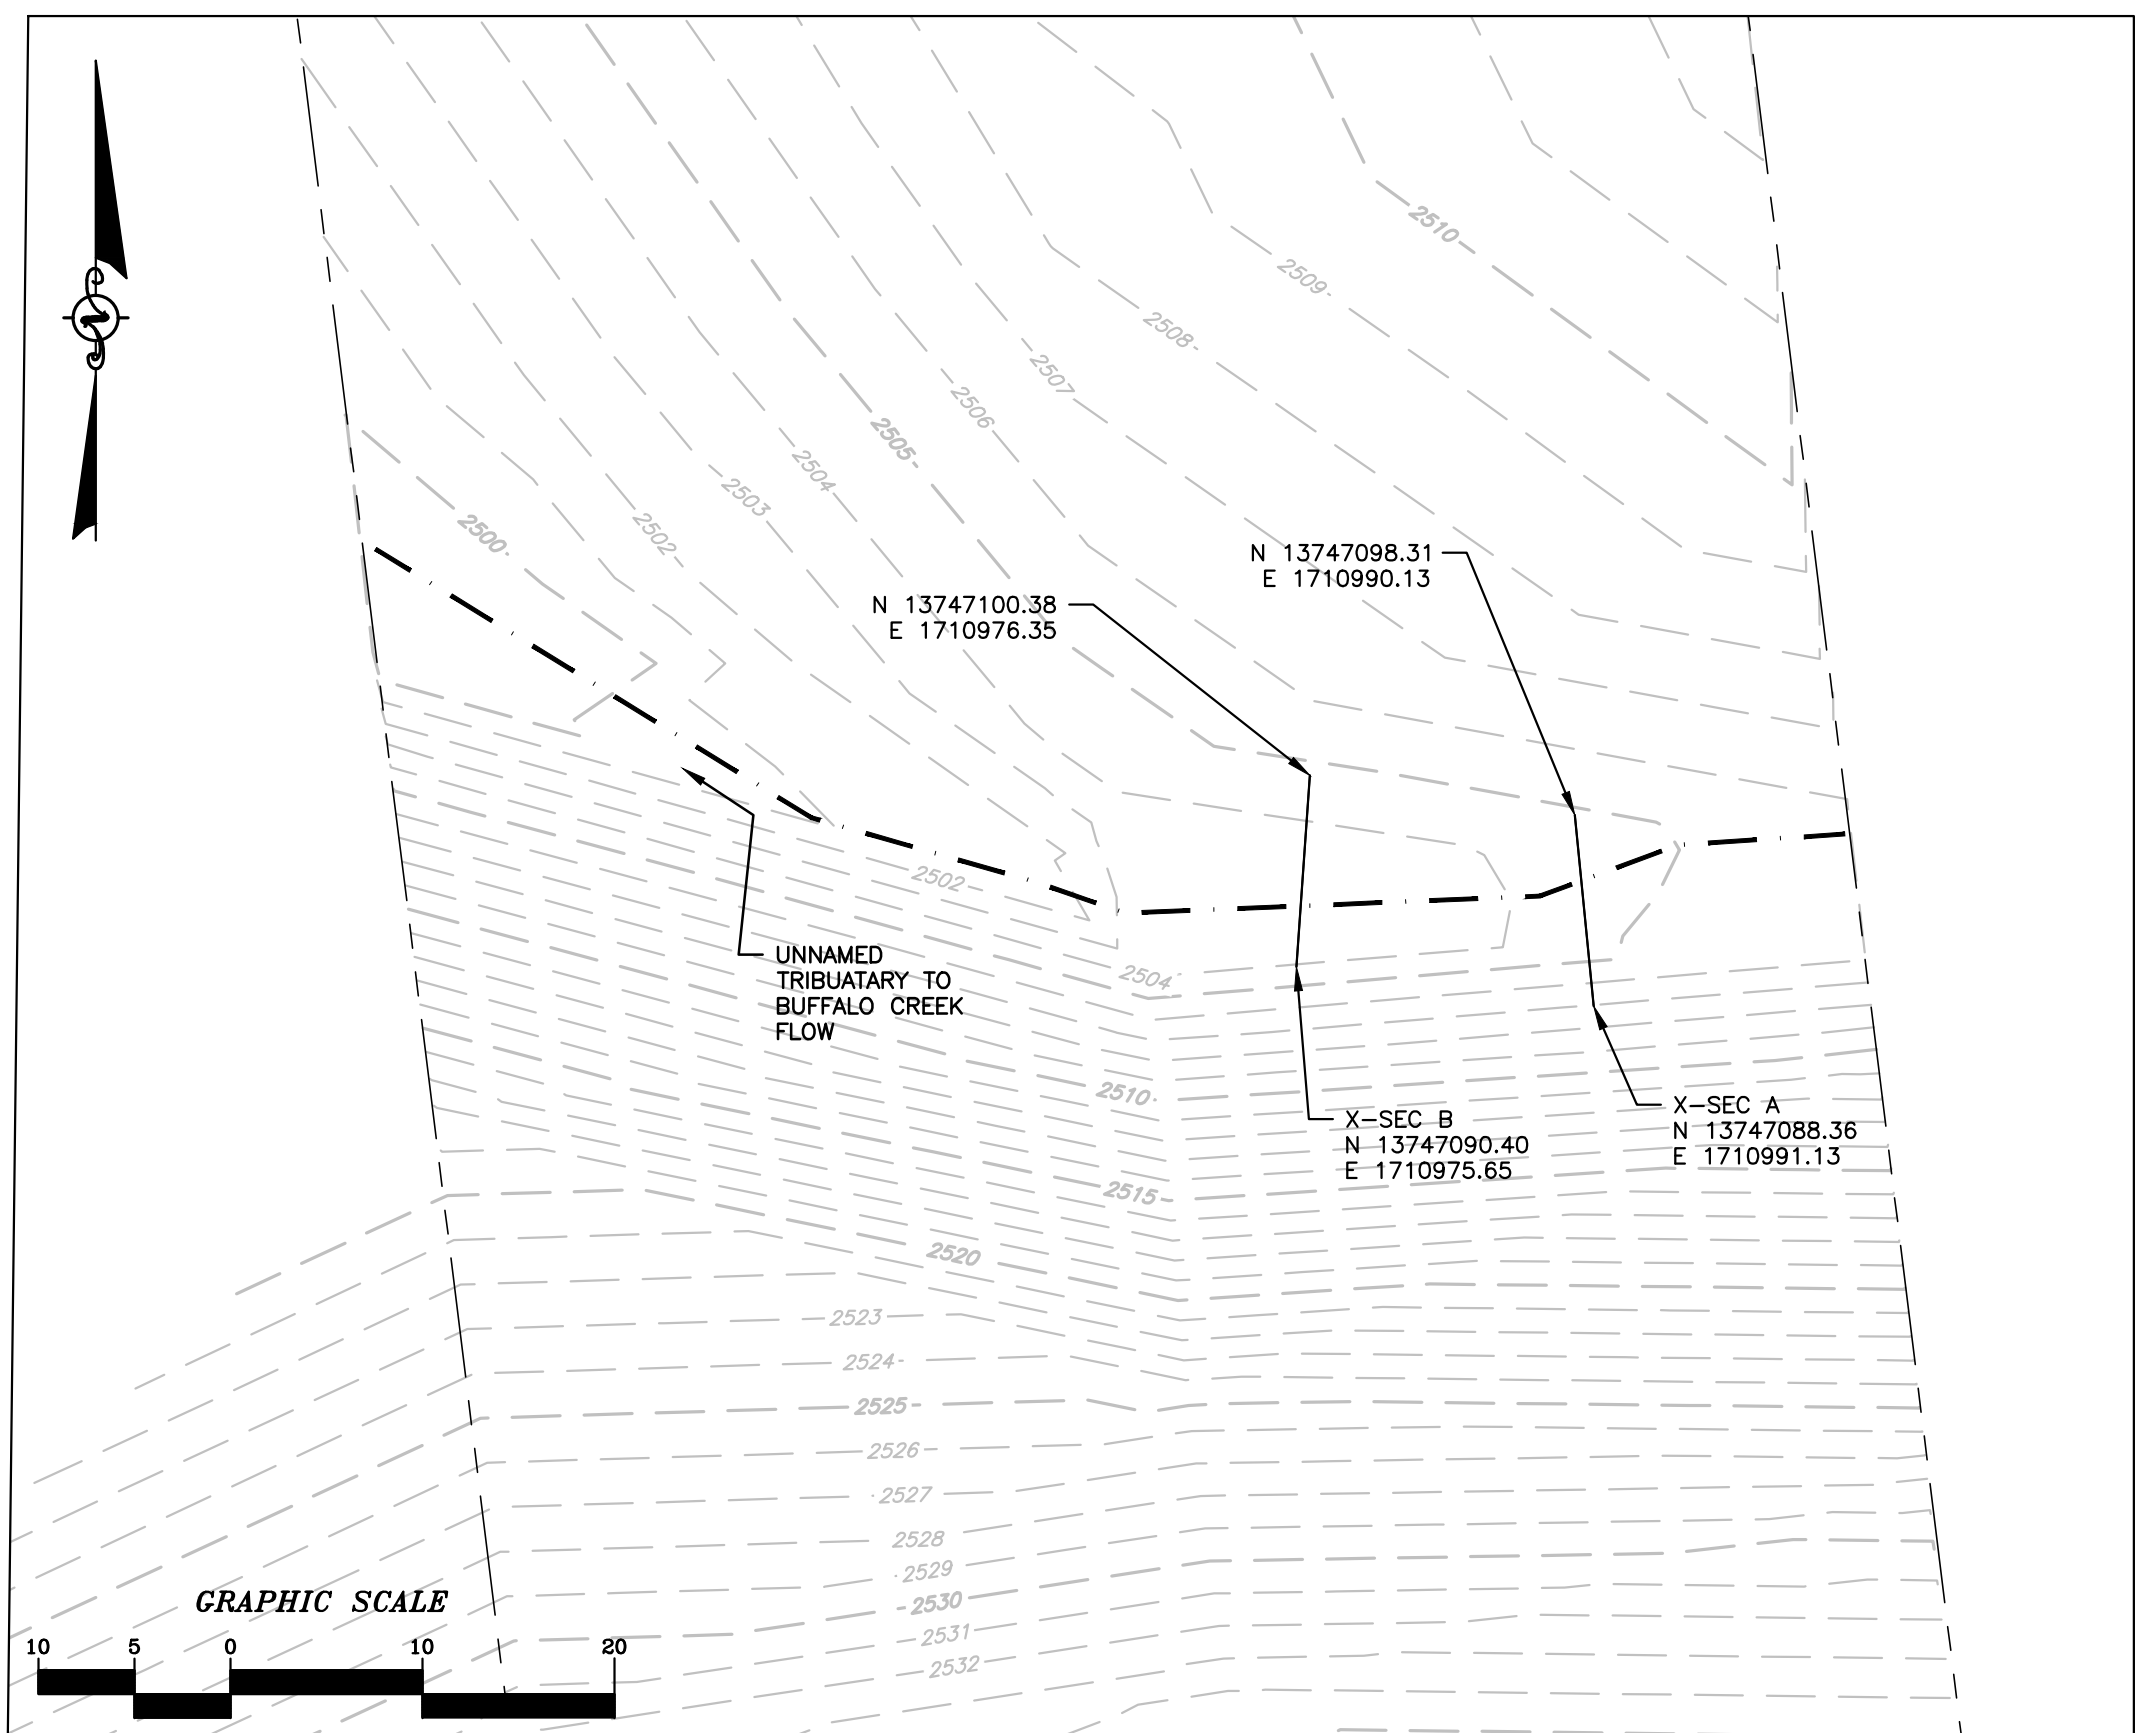 2510
2509
2508
2507
2506
2505
2504
2503
2502
2500
N 13747098.31
E 1710990.13
N 13747100.38
E 1710976.35
2502
2504
UNNAMED
TRIBUATARY TO
BUFFALO CREEK
FLOW
2510
X-SEC B
N 13747090.40
E 1710975.65
X-SEC A
N 13747088.36
E 1710991.13
2515
2520
2523
2524
2525
2526
2527
2528
2529
2530
2531
2532
GRAPHIC SCALE
10 5 0 10 20
N